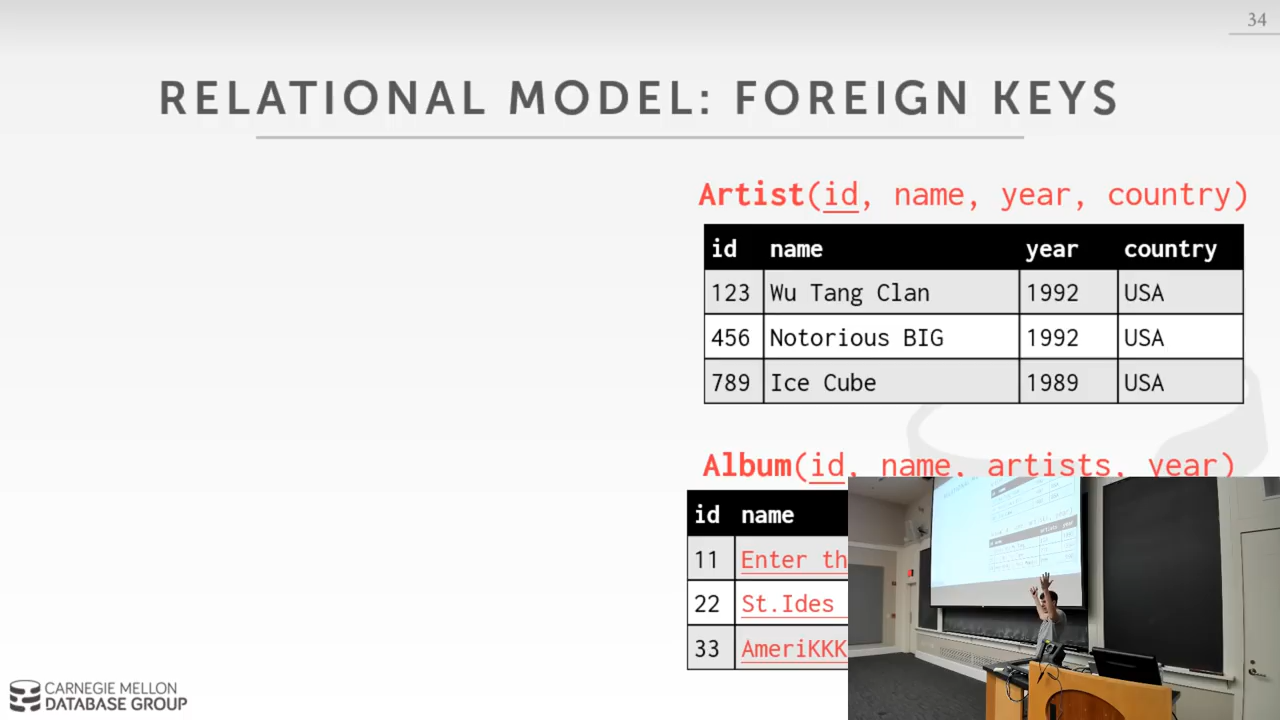 34
RELATIONAL MODEL: FOREIGN KEYS
Artist(id, name, year, country)
id name year country
123 Wu Tang Clan 1992 USA
456 Notorious BIG 1992 USA
789 Ice Cube 1989 USA
Album(id, name, artists, year)
id name
11 Enter th
22 St.Ides
33 AmeriKKK
CARNEGIE MELLON
DATABASE GROUP